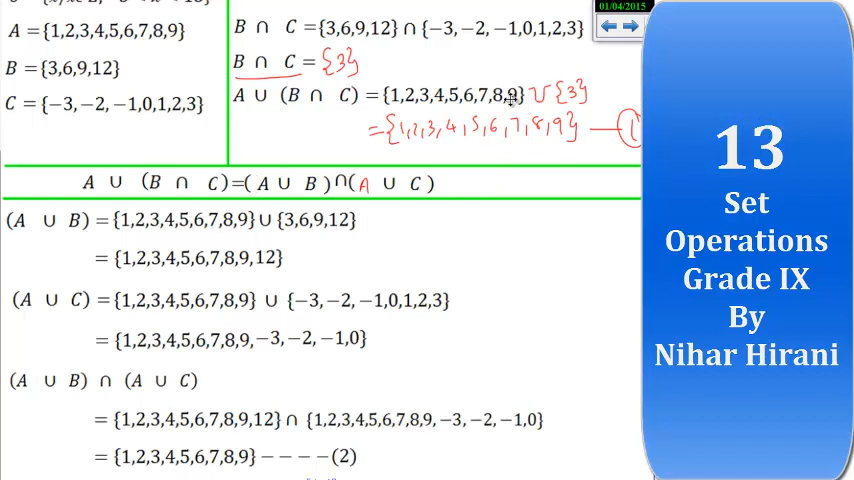 A = {1,2,3,4,5,6,7,8,9}
B = {3,6,9,12}
C = {−3, −2, −1,0,1,2,3}
01/04/2015
B ∩ C = {3,6,9,12} ∩ {−3, −2, −1,0,1,2,3}
B ∩ C = {3}
A ∪ (B ∩ C) = {1,2,3,4,5,6,7,8,9} ∪ {3}
= {1,2,3,4,5,6,7,8,9} — 1
A ∪ (B ∩ C)=( A ∪ B )∩( A ∪ C )
(A ∪ B) = {1,2,3,4,5,6,7,8,9} ∪ {3,6,9,12}
= {1,2,3,4,5,6,7,8,9,12}
(A ∪ C) = {1,2,3,4,5,6,7,8,9} ∪ {−3, −2, −1,0,1,2,3}
= {1,2,3,4,5,6,7,8,9, −3, −2, −1,0}
(A ∪ B) ∩ (A ∪ C)
= {1,2,3,4,5,6,7,8,9,12} ∩ {1,2,3,4,5,6,7,8,9, −3, −2, −1,0}
= {1,2,3,4,5,6,7,8,9} − − − −(2)
13
Set
Operations
Grade IX
By
Nihar Hirani